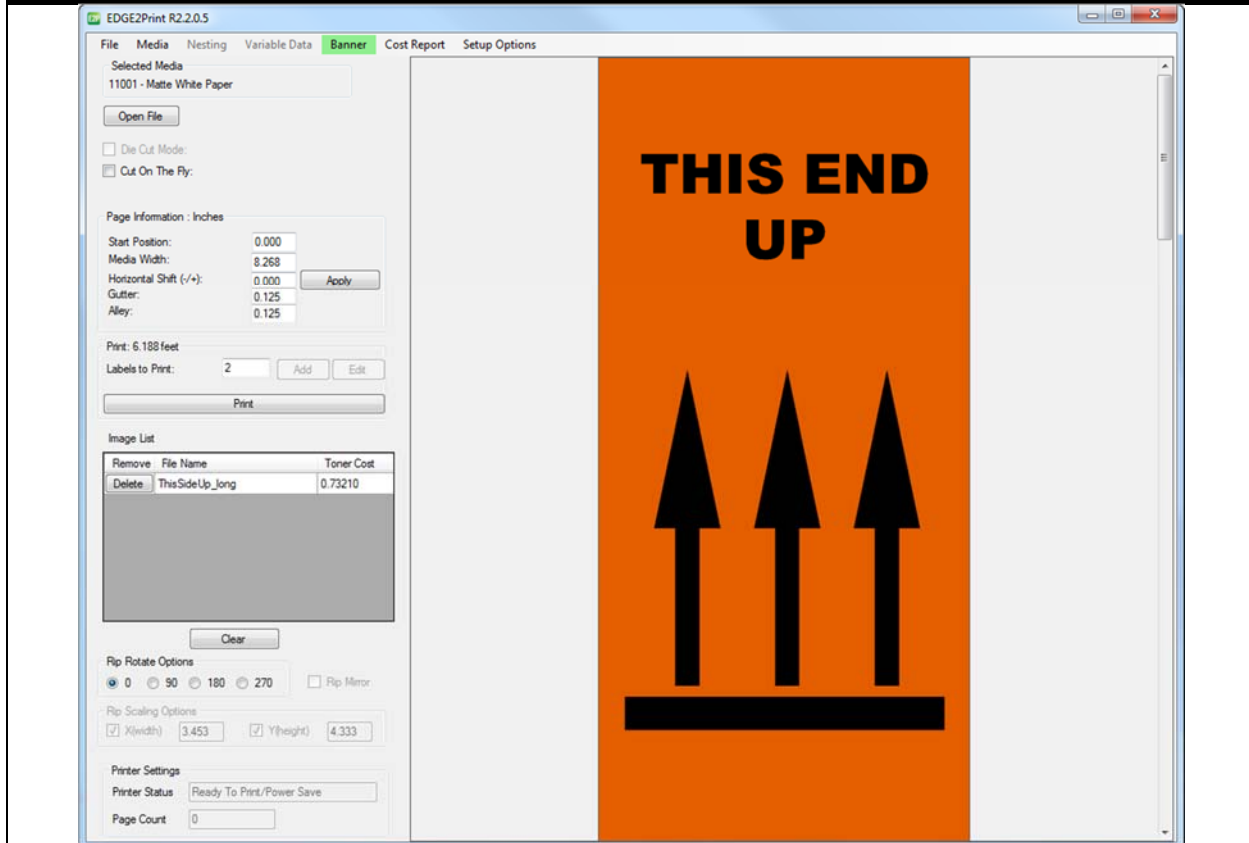 EDGE2Print R2.2.0.5
File Media Nesting Variable Data Banner Cost Report Setup Options
Selected Media
11001 - Matte White Paper
Open File
Die Cut Mode:
Cut On The Fly:
Page Information : Inches
Start Position: 0.000
Media Width: 8.268
Horizontal Shift (-/+): 0.000 Apply
Gutter: 0.125
Alley: 0.125
Print: 6.188 feet
Labels to Print: 2 Add Edit
Print
Image List
Remove File Name Toner Cost
Delete ThisSideUp_long 0.73210
Clear
Rip Rotate Options
0 90 180 270 Rip Mirror
Rip Scaling Options
X(width) 3.453 Y(height) 4.333
Printer Settings
Printer Status Ready To Print/Power Save
Page Count 0
THIS END
UP